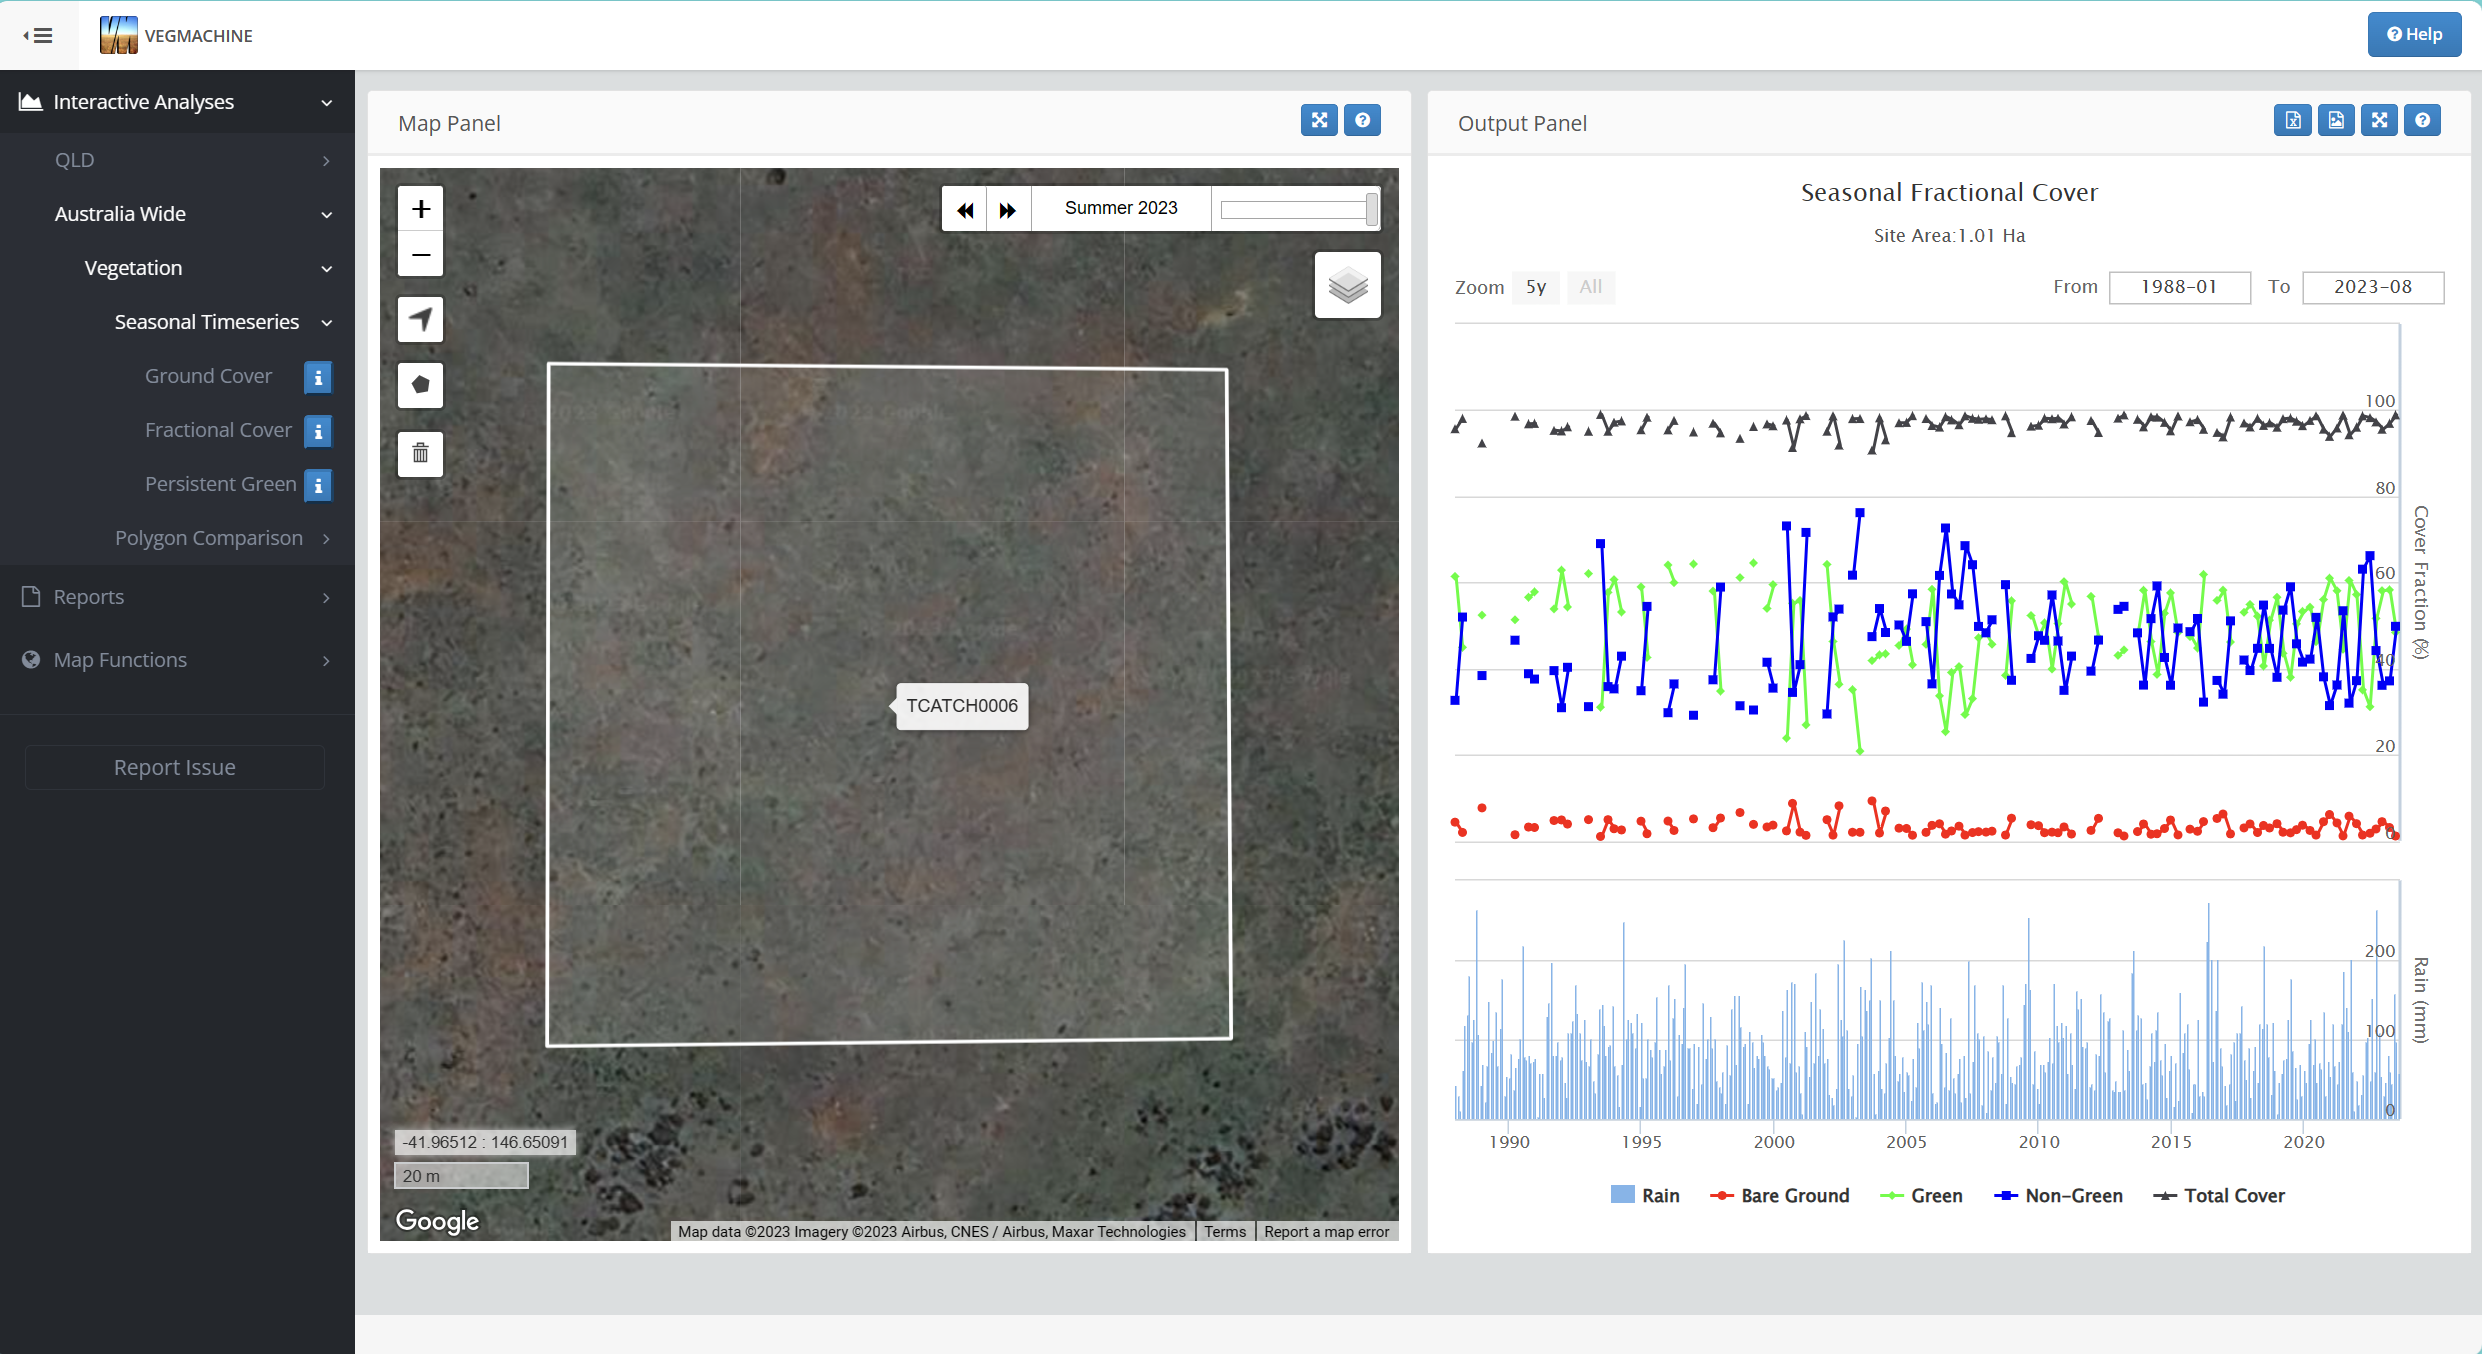 VEGMACHINE
Help
Interactive Analyses
QLD
Australia Wide
Vegetation
Seasonal Timeseries
Ground Cover
Fractional Cover
Persistent Green
Polygon Comparison
Reports
Map Functions
Report Issue
Map Panel
Summer 2023
TCATCH0006
-41.96512 : 146.65091
20 m
Google
Map data ©2023 Imagery ©2023 Airbus, CNES / Airbus, Maxar Technologies
Terms
Report a map error
Output Panel
Seasonal Fractional Cover
Site Area:1.01 Ha
Zoom 5y All
From 1988-01 To 2023-08
100
80
60
40
20
0
Cover Fraction (%)
200
100
0
Rain (mm)
1990 1995 2000 2005 2010 2015 2020
Rain Bare Ground Green Non-Green Total Cover